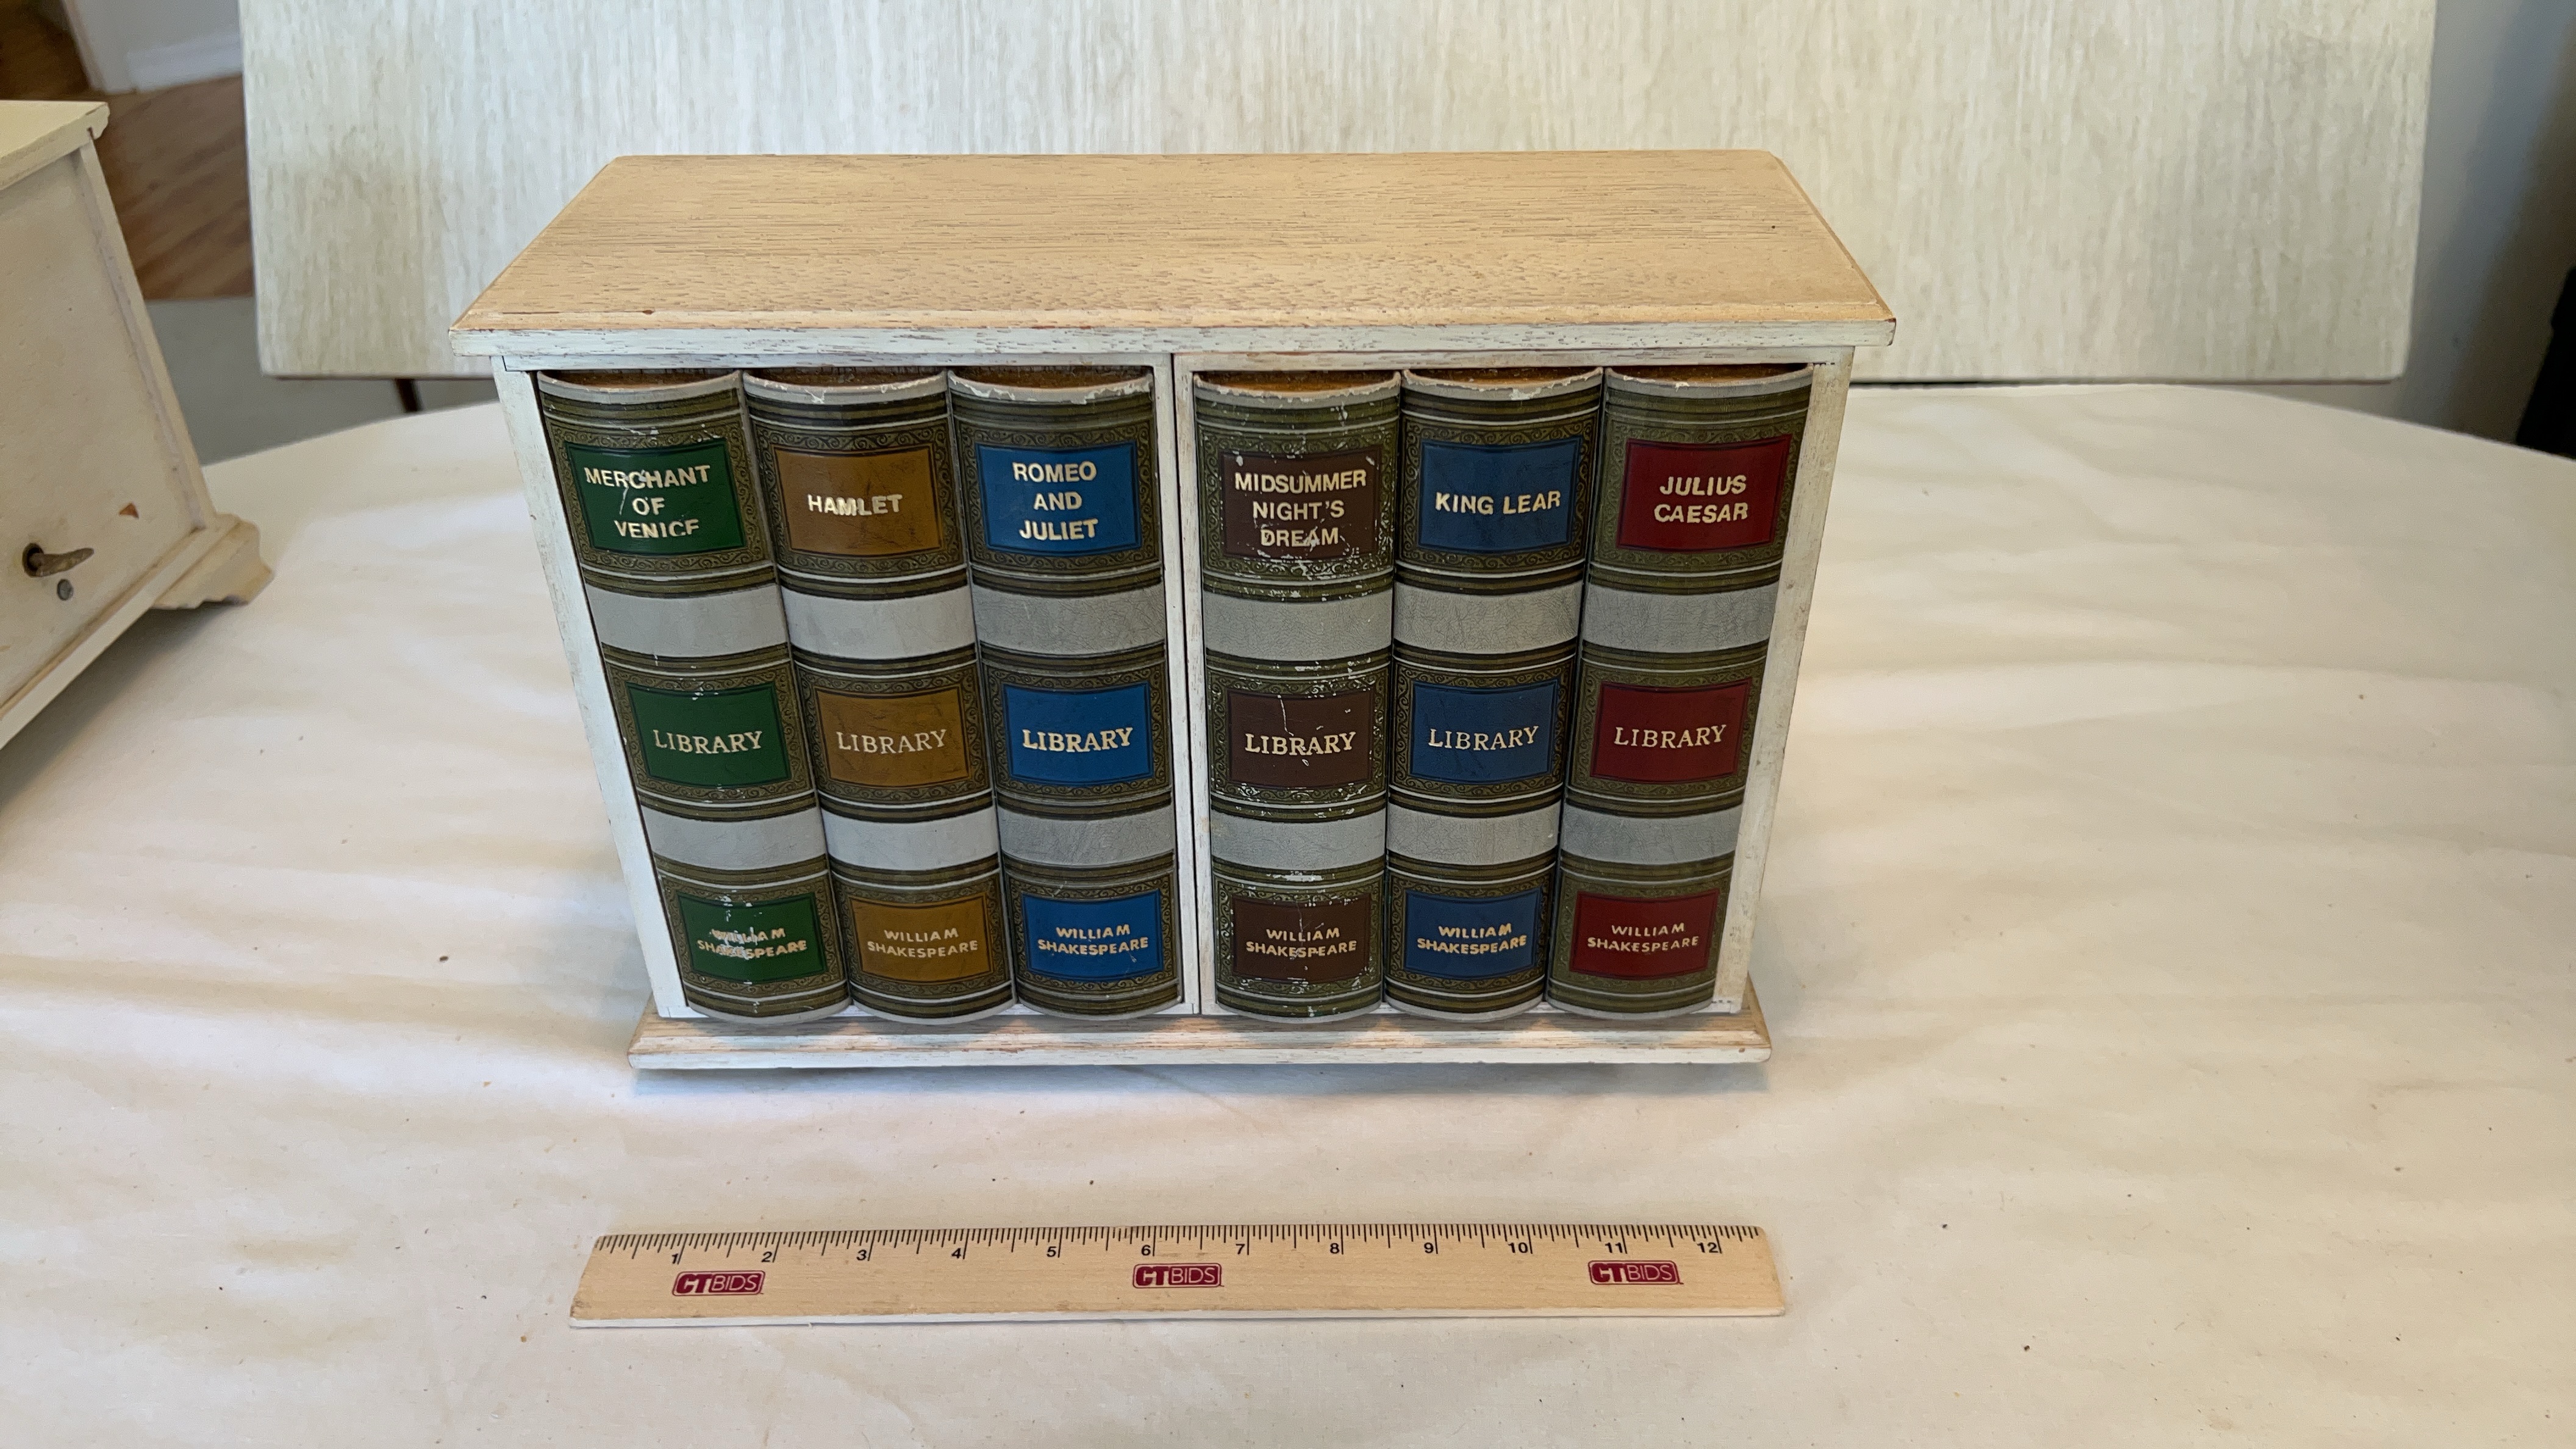 MERCHANT
OF
VENICE
HAMLET
ROMEO
AND
JULIET
MIDSUMMER
NIGHT'S
DREAM
KING LEAR
JULIUS
CAESAR
LIBRARY
LIBRARY
LIBRARY
LIBRARY
LIBRARY
LIBRARY
WILLIAM
SHAKESPEARE
WILLIAM
SHAKESPEARE
WILLIAM
SHAKESPEARE
WILLIAM
SHAKESPEARE
WILLIAM
SHAKESPEARE
WILLIAM
SHAKESPEARE
1 2 3 4 5 6 7 8 9 10 11 12
CTBIDS CTBIDS CTBIDS